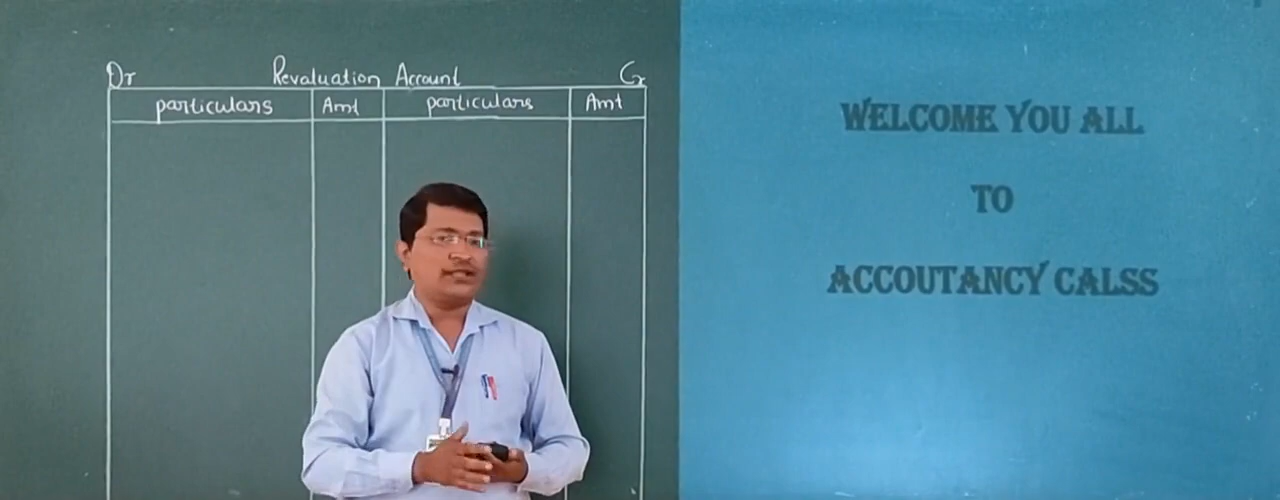 Dr Revaluation Account Cr
particulars Amt particulars Amt
WELCOME YOU ALL
TO
ACCOUTANCY CALSS